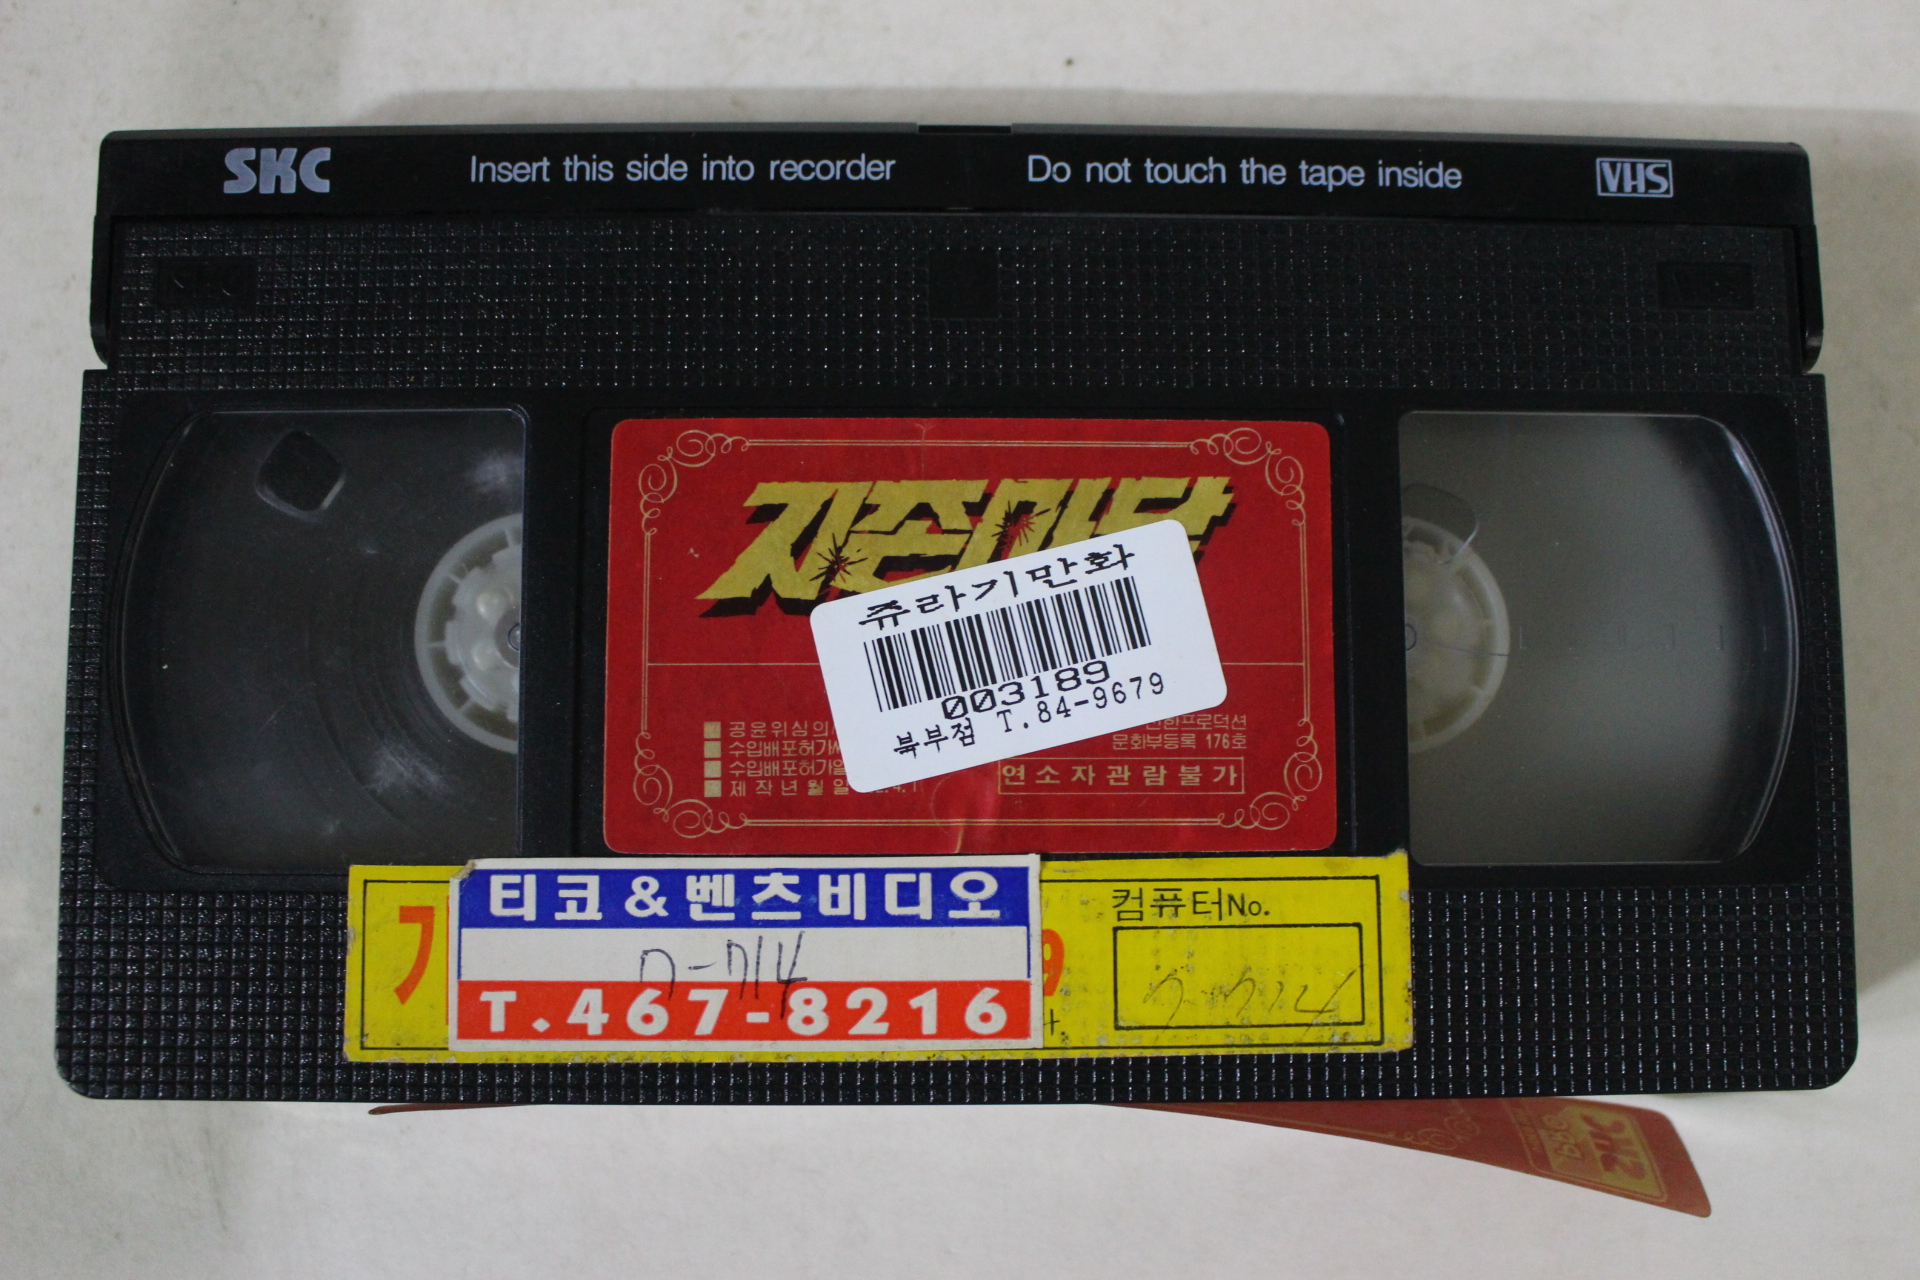 SKC
Insert this side into recorder
Do not touch the tape inside
VHS
지존마담
쥬라기만화
003189
북부점 T.84-9679
공윤위심의
수입배포허가
수입배포허가일
제작년월일
프로덕션
문화부등록 176호
연소자관람불가
티코&벤츠비디오
T.467-8216
컴퓨터No.
SKC